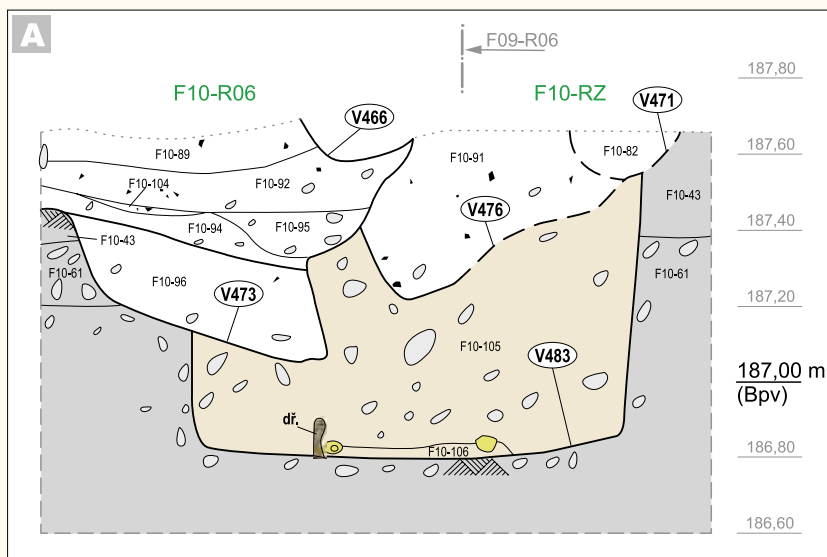 A
F09-R06
187,80
F10-R06
F10-RZ
V471
V466
187,60
F10-89
F10-91
F10-82
F10-104
F10-92
F10-43
V476
F10-94
F10-95
187,40
F10-43
F10-61
F10-96
F10-61
V473
187,20
F10-105
V483
187,00 m
(Bpv)
dř.
F10-106
186,80
186,60